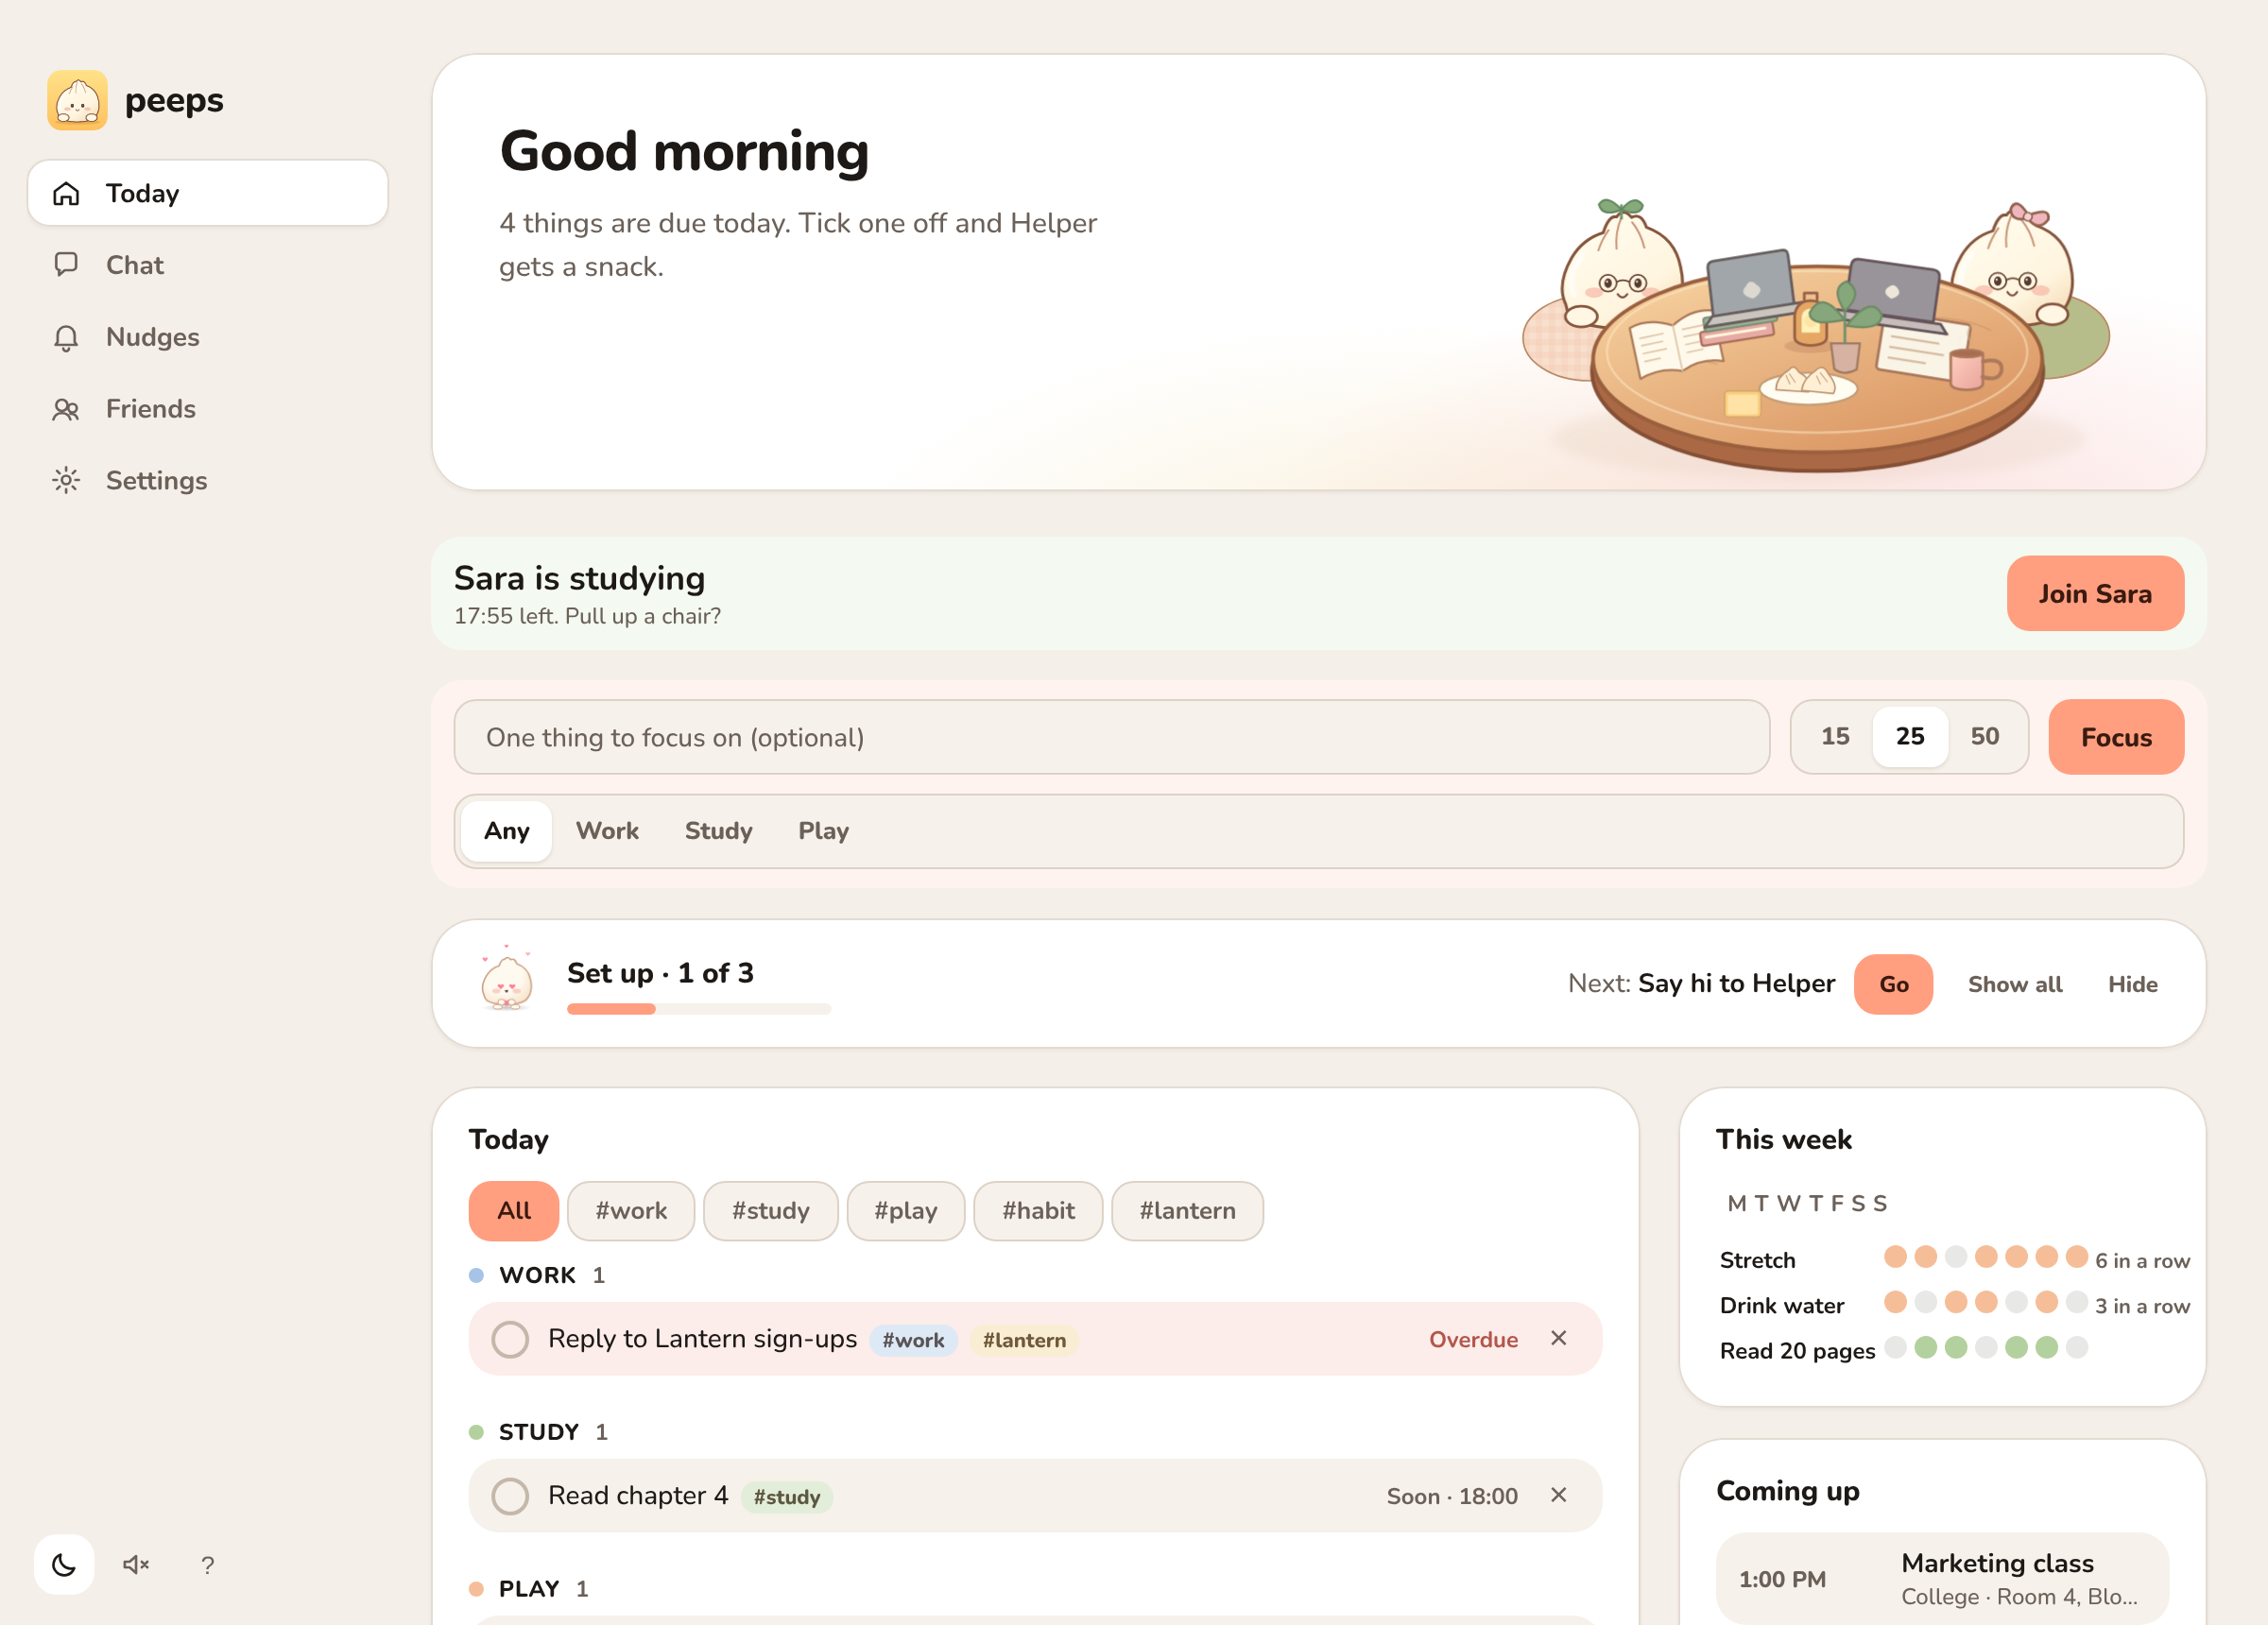 peeps
Today
Chat
Nudges
Friends
Settings
?
Good morning
4 things are due today. Tick one off and Helper
gets a snack.
Sara is studying
17:55 left. Pull up a chair?
Join Sara
One thing to focus on (optional)
15 25 50
Focus
Any Work Study Play
Set up · 1 of 3
Next: Say hi to Helper
Go
Show all
Hide
Today
All #work #study #play #habit #lantern
WORK 1
Reply to Lantern sign-ups #work #lantern Overdue ×
STUDY 1
Read chapter 4 #study Soon · 18:00 ×
PLAY 1
This week
M T W T F S S
Stretch 6 in a row
Drink water 3 in a row
Read 20 pages
Coming up
1:00 PM
Marketing class
College · Room 4, Blo...